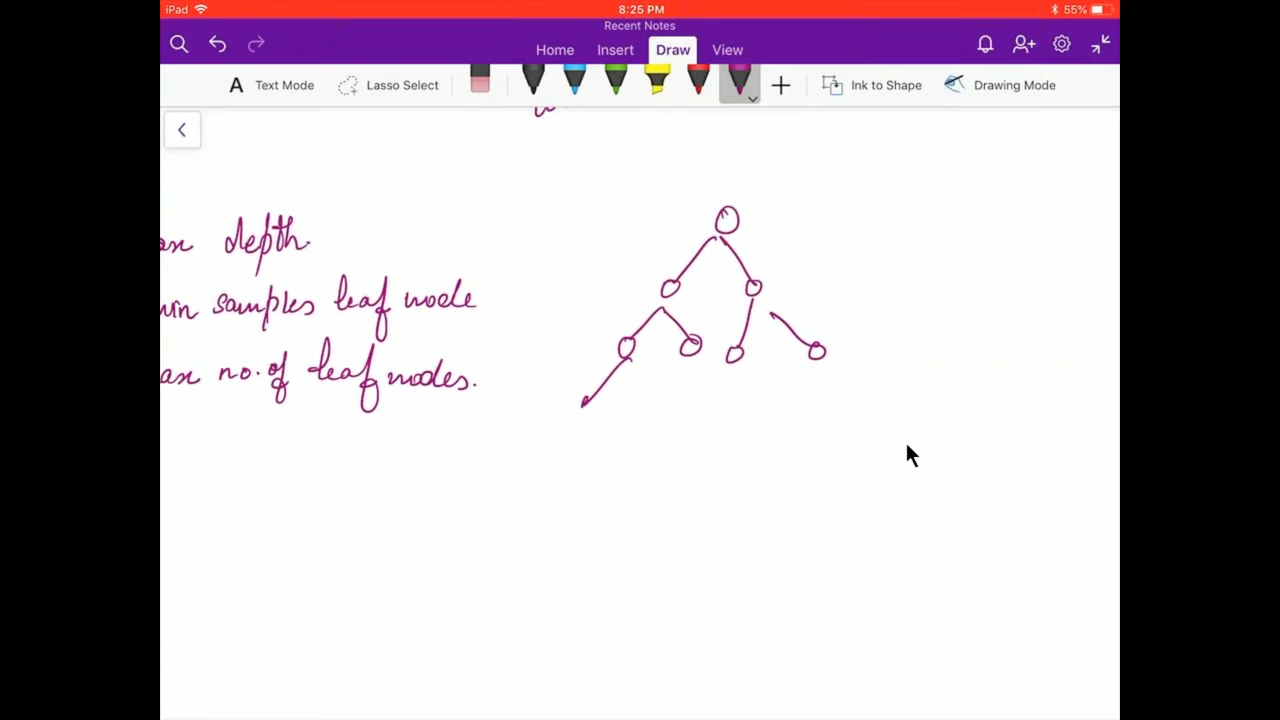 iPad 8:25 PM 55%
Recent Notes
Home Insert Draw View
A Text Mode Lasso Select + Ink to Shape Drawing Mode
depth.
samples leaf node
no. of leaf nodes.